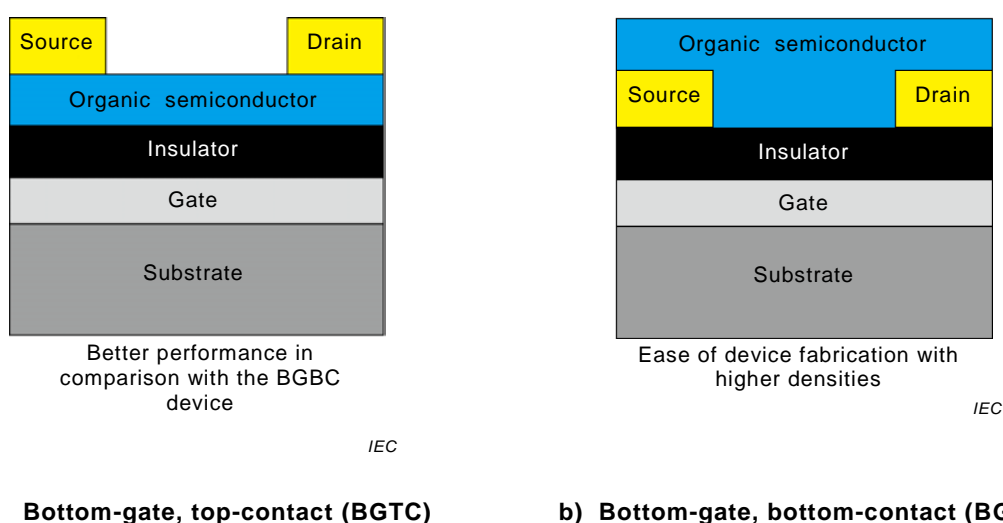 Source
Drain
Organic semiconductor
Insulator
Gate
Substrate
Better performance in
comparison with the BGBC
device
IEC
Bottom-gate, top-contact (BGTC)
Organic semiconductor
Source
Drain
Insulator
Gate
Substrate
Ease of device fabrication with
higher densities
IEC
b) Bottom-gate, bottom-contact (BG